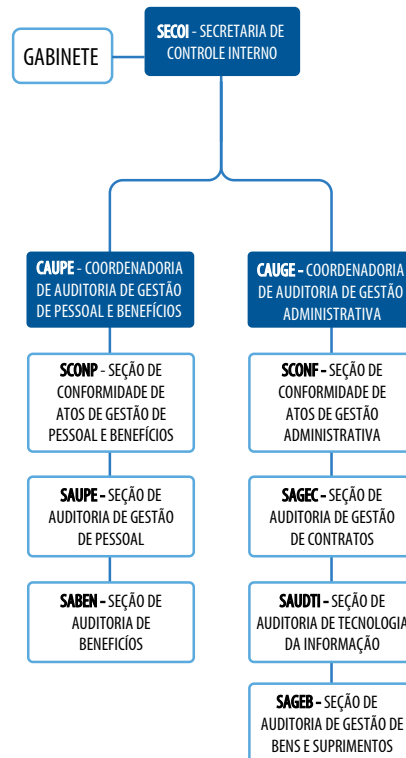 SECOI - SECRETARIA DE
CONTROLE INTERNO
GABINETE
CAUPE - COORDENADORIA
DE AUDITORIA DE GESTÃO
DE PESSOAL E BENEFÍCIOS
SCONP - SEÇÃO DE
CONFORMIDADE DE
ATOS DE GESTÃO DE
PESSOAL E BENEFÍCIOS
SAUPE - SEÇÃO DE
AUDITORIA DE GESTÃO
DE PESSOAL
SABEN - SEÇÃO DE
AUDITORIA DE
BENEFICÍOS
CAUGE - COORDENADORIA
DE AUDITORIA DE GESTÃO
ADMINISTRATIVA
SCONF - SEÇÃO DE
CONFORMIDADE DE
ATOS DE GESTÃO
ADMINISTRATIVA
SAGEC - SEÇÃO DE
AUDITORIA DE GESTÃO
DE CONTRATOS
SAUDTI - SEÇÃO DE
AUDITORIA DE TECNOLOGIA
DA INFORMAÇÃO
SAGEB - SEÇÃO DE
AUDITORIA DE GESTÃO DE
BENS E SUPRIMENTOS